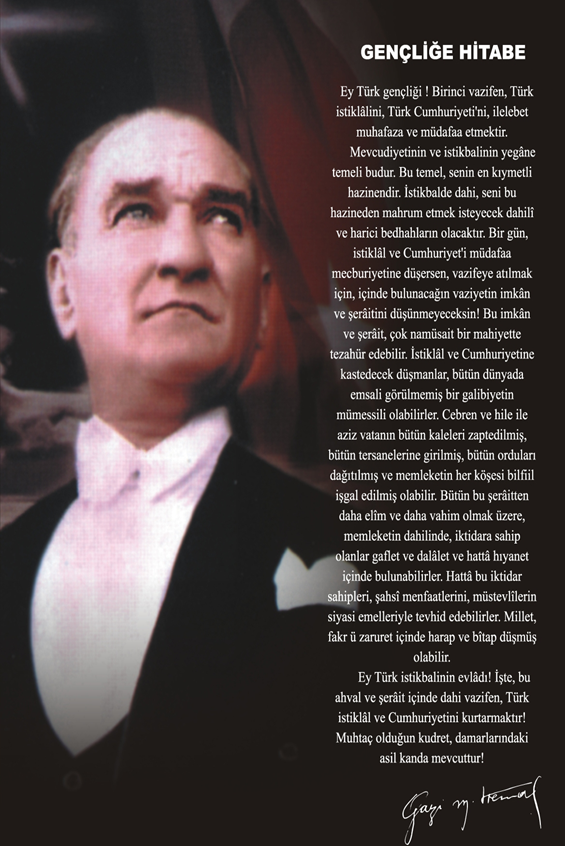 GENÇLİĞE HİTABE
Ey Türk gençliği ! Birinci vazifen, Türk
istiklâlini, Türk Cumhuriyeti'ni, ilelebet
muhafaza ve müdafaa etmektir.
Mevcudiyetinin ve istikbalinin yegâne
temeli budur. Bu temel, senin en kıymetli
hazinendir. İstikbalde dahi, seni bu
hazineden mahrum etmek isteyecek dahilî
ve harici bedhahların olacaktır. Bir gün,
istiklâl ve Cumhuriyet'i müdafaa
mecburiyetine düşersen, vazifeye atılmak
için, içinde bulunacağın vaziyetin imkân
ve şerâitini düşünmeyeceksin! Bu imkân
ve şerâit, çok namüsait bir mahiyette
tezahür edebilir. İstiklâl ve Cumhuriyetine
kastedecek düşmanlar, bütün dünyada
emsali görülmemiş bir galibiyetin
mümessili olabilirler. Cebren ve hile ile
aziz vatanın bütün kaleleri zaptedilmiş,
bütün tersanelerine girilmiş, bütün orduları
dağıtılmış ve memleketin her köşesi bilfiil
işgal edilmiş olabilir. Bütün bu şerâitten
daha elîm ve daha vahim olmak üzere,
memleketin dahilinde, iktidara sahip
olanlar gaflet ve dalâlet ve hattâ hıyanet
içinde bulunabilirler. Hattâ bu iktidar
sahipleri, şahsî menfaatlerini, müstevlîlerin
siyasi emelleriyle tevhid edebilirler. Millet,
fakr ü zaruret içinde harap ve bîtap düşmüş
olabilir.
Ey Türk istikbalinin evlâdı! İşte, bu
ahval ve şerâit içinde dahi vazifen, Türk
istiklâl ve Cumhuriyetini kurtarmaktır!
Muhtaç olduğun kudret, damarlarındaki
asil kanda mevcuttur!
Gazi M. Kemal